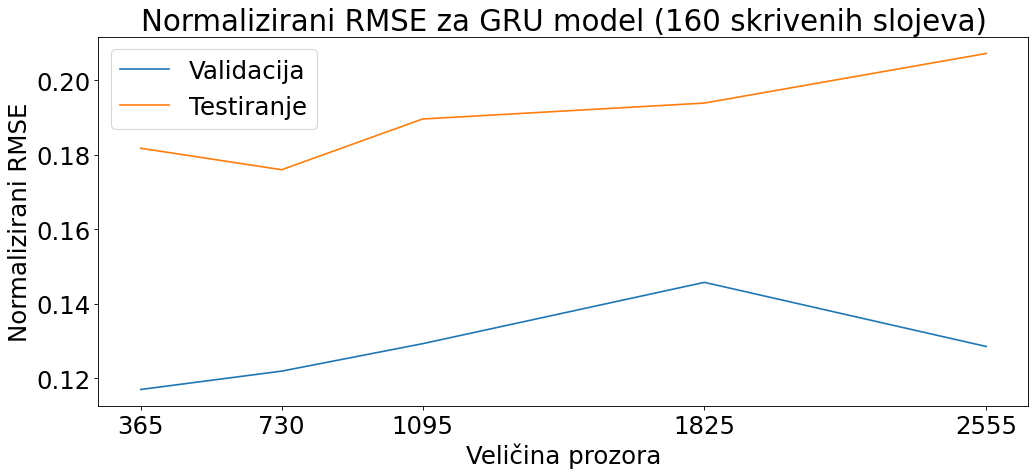 Normalizirani RMSE za GRU model (160 skrivenih slojeva)
Validacija
Testiranje
Normalizirani RMSE
0.20
0.18
0.16
0.14
0.12
365 730 1095 1825 2555
Veličina prozora